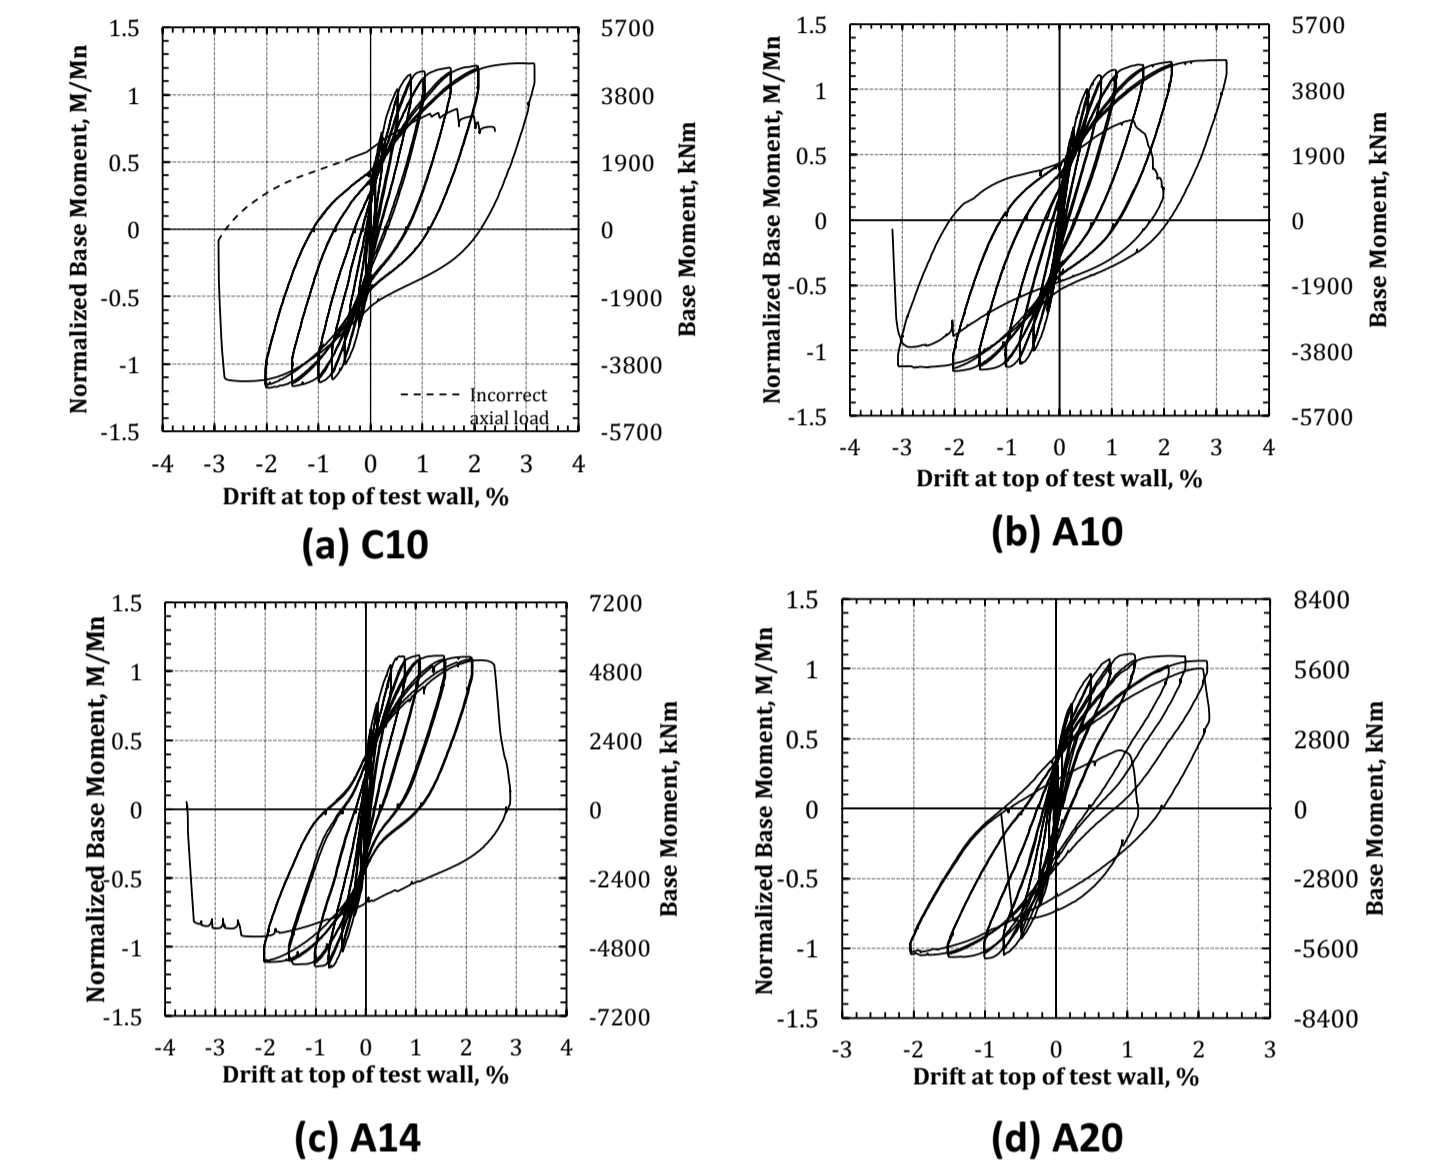 1.5
1
0.5
0
-0.5
-1
-1.5
Normalized Base Moment, M/Mn
5700
3800
1900
0
-1900
-3800
-5700
Base Moment, kNm
Incorrect
axial load
-4 -3 -2 -1 0 1 2 3 4
Drift at top of test wall, %
(a) C10
1.5
1
0.5
0
-0.5
-1
-1.5
Normalized Base Moment, M/Mn
5700
3800
1900
0
-1900
-3800
-5700
Base Moment, kNm
-4 -3 -2 -1 0 1 2 3 4
Drift at top of test wall, %
(b) A10
1.5
1
0.5
0
-0.5
-1
-1.5
Normalized Base Moment, M/Mn
7200
4800
2400
0
-2400
-4800
-7200
Base Moment, kNm
-4 -3 -2 -1 0 1 2 3 4
Drift at top of test wall, %
(c) A14
1.5
1
0.5
0
-0.5
-1
-1.5
Normalized Base Moment, M/Mn
8400
5600
2800
0
-2800
-5600
-8400
Base Moment, kNm
-3 -2 -1 0 1 2 3
Drift at top of test wall, %
(d) A20